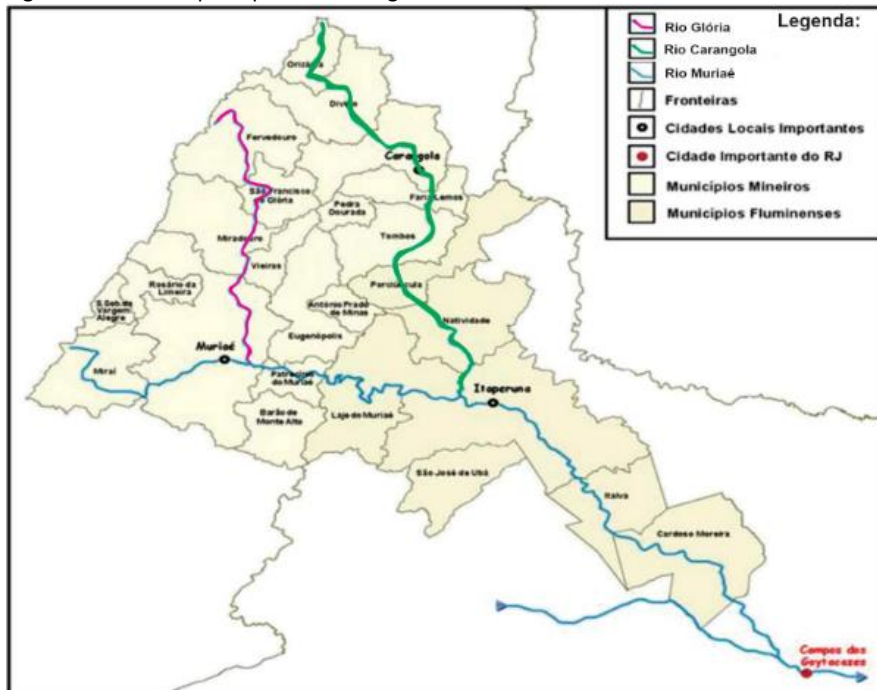 Legenda:
Rio Glória
Rio Carangola
Rio Muriaé
Fronteiras
Cidades Locais Importantes
Cidade Importante do RJ
Municípios Mineiros
Municípios Fluminenses
Orizânia
Divino
Fervedouro
Carangola
São Francisco
Glória
Faria Lemos
Pedra
Dourada
Tombos
Miradouro
Vieiras
Rosário da
Limeira
Porciúncula
S. Seb. da
Vargem
Alegre
Antônio Prado
de Minas
Natividade
Eugenópolis
Muriaé
Miraí
Patrocínio
do Muriaé
Itaperuna
Barão de
Monte Alto
Laje do Muriaé
São José de Ubá
Italva
Cardoso Moreira
Campos dos
Goytacazes